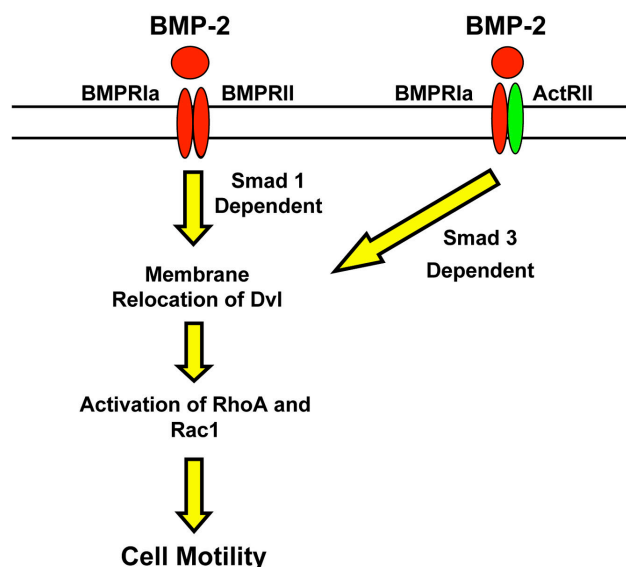 BMP-2
BMP-2
BMPRIa
BMPRII
BMPRIa
ActRII
Smad 1
Dependent
Smad 3
Dependent
Membrane
Relocation of Dvl
Activation of RhoA and
Rac1
Cell Motility